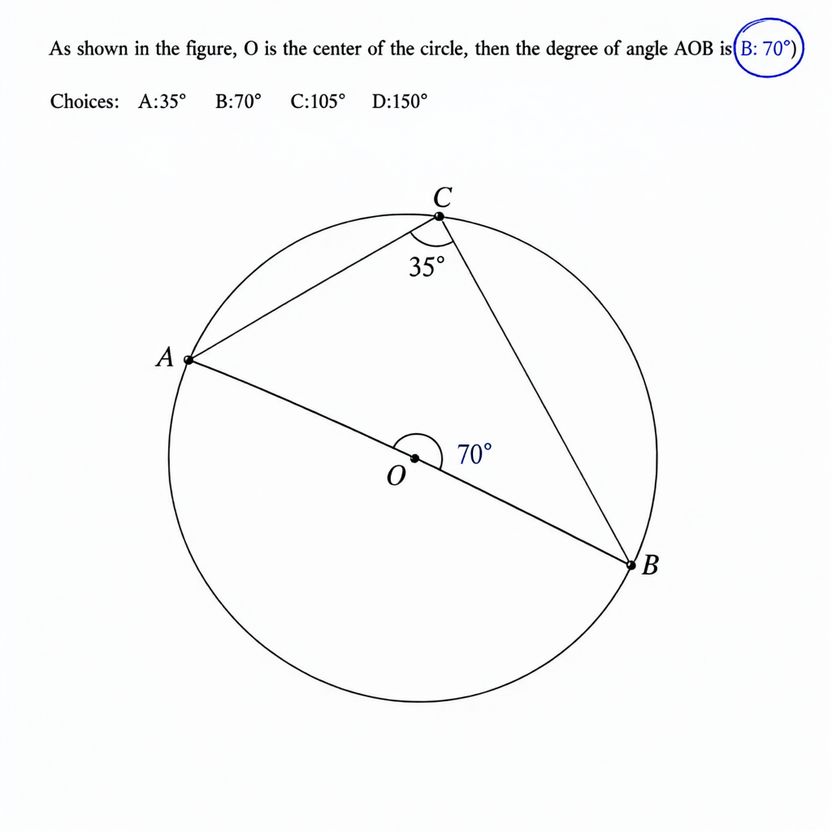 As shown in the figure, O is the center of the circle, then the degree of angle AOB is(B: 70°)
Choices: A:35° B:70° C:105° D:150°
C
35°
A
70°
O
B